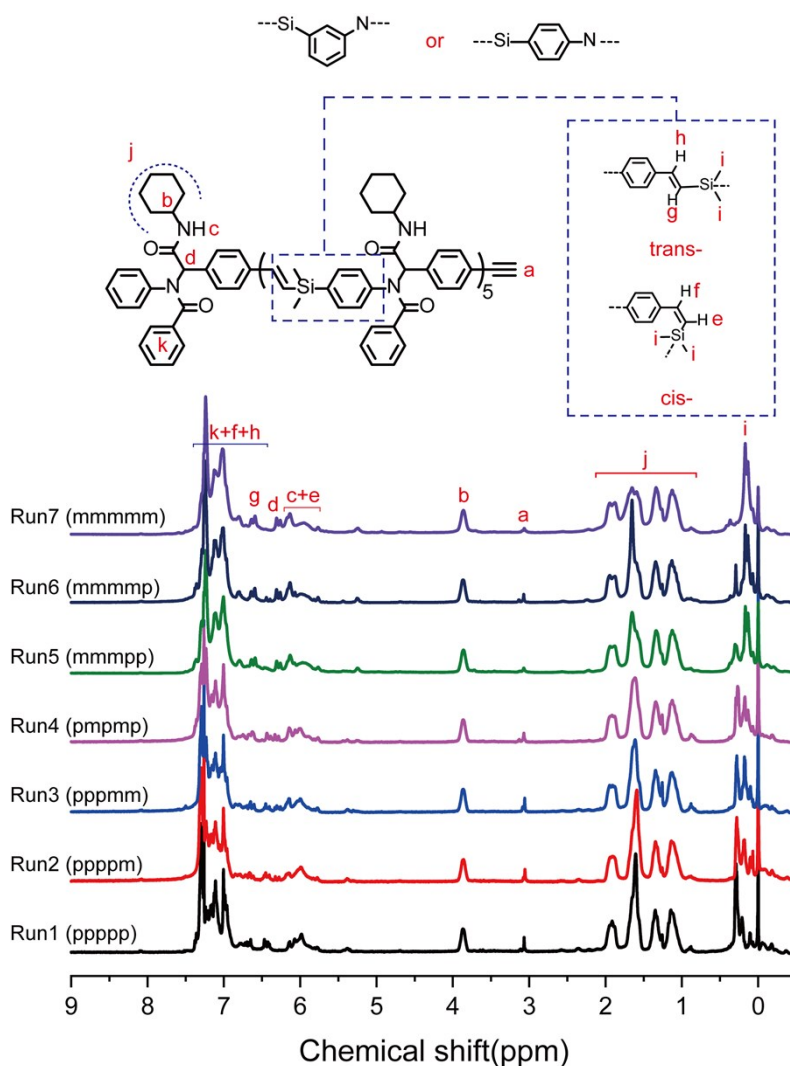 ---Si N--- or ---Si N---
h
j H i
Si
b H i
g
NH c NH
trans-
O d O
Si a
N N 5
H f
O O H e
i Si
k i
cis-
k+f+h i
j
g c+e b
d a
Run7 (mmmmm)
Run6 (mmmmp)
Run5 (mmmpp)
Run4 (pmpmp)
Run3 (pppmm)
Run2 (ppppm)
Run1 (ppppp)
9 8 7 6 5 4 3 2 1 0
Chemical shift(ppm)